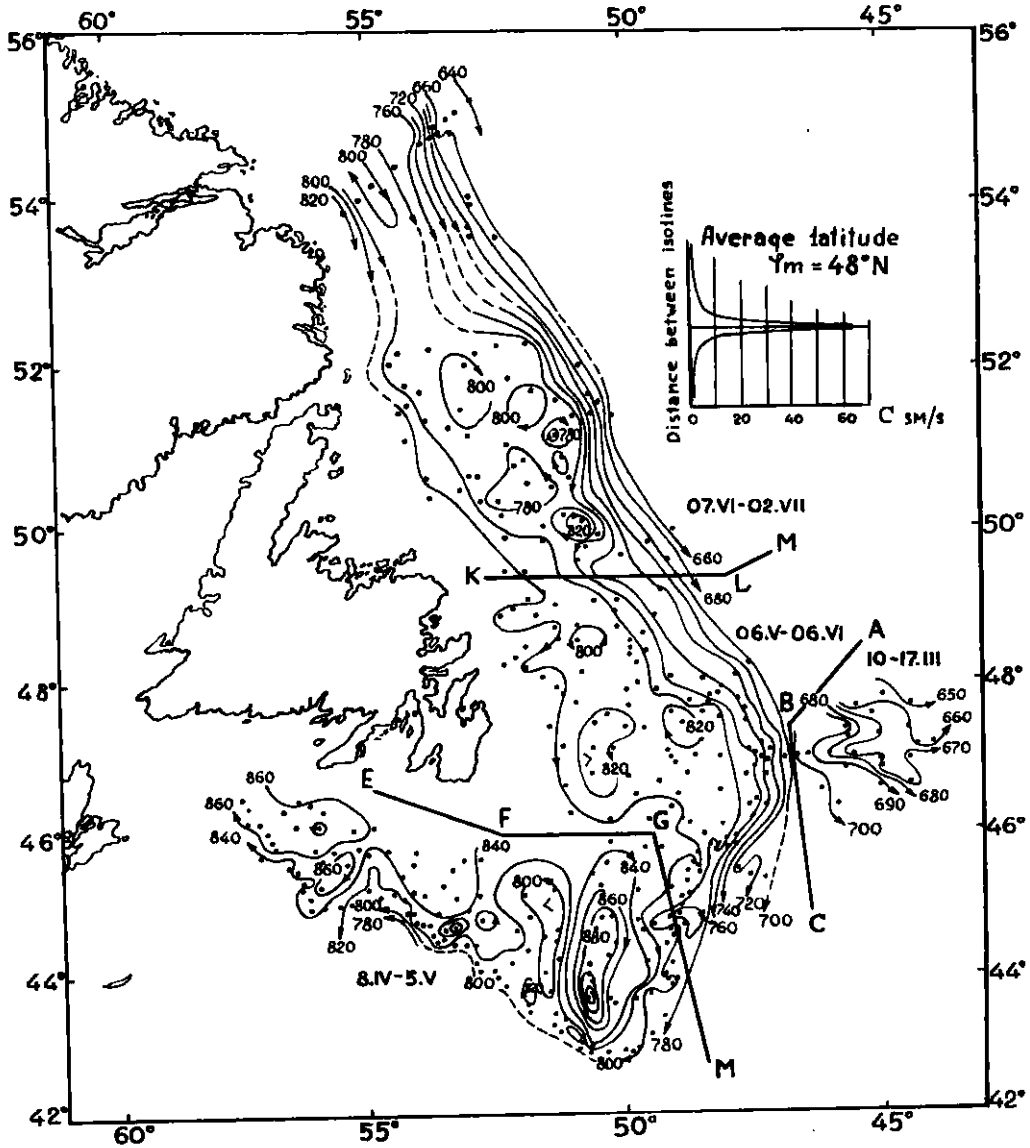 60° 55° 50° 45°
56° 56°
640
660
720
760
780
800
800
820
54° 54°
Average latitude
φm = 48°N
Distance between isotines
0 20 40 60 C SM/S
52° 52°
800
800
780
780
820
50° 50°
07.VI-02.VII
M
660
K L
680
06.V-06.VI A
10-17.III
800
48° 48°
B 680 650
660
820 670
820
680
690
700
860
E
860 F G
46° 46°
840
840 840
860 800 860
720
740 700
760 C
800
780
820 880
8.IV-5.V
44° 800 820 44°
780
800 M
42° 42°
60° 55° 50° 45°